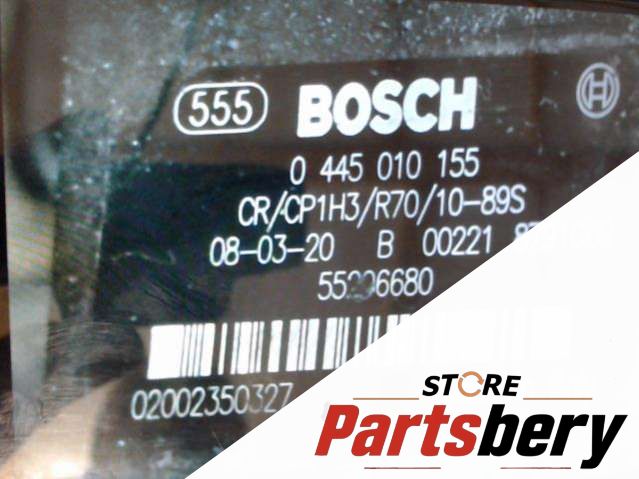 555 BOSCH
0 445 010 155
CR/CP1H3/R70/10-89S
08-03-20 B 00221
02002350327
STORE
Partsbery